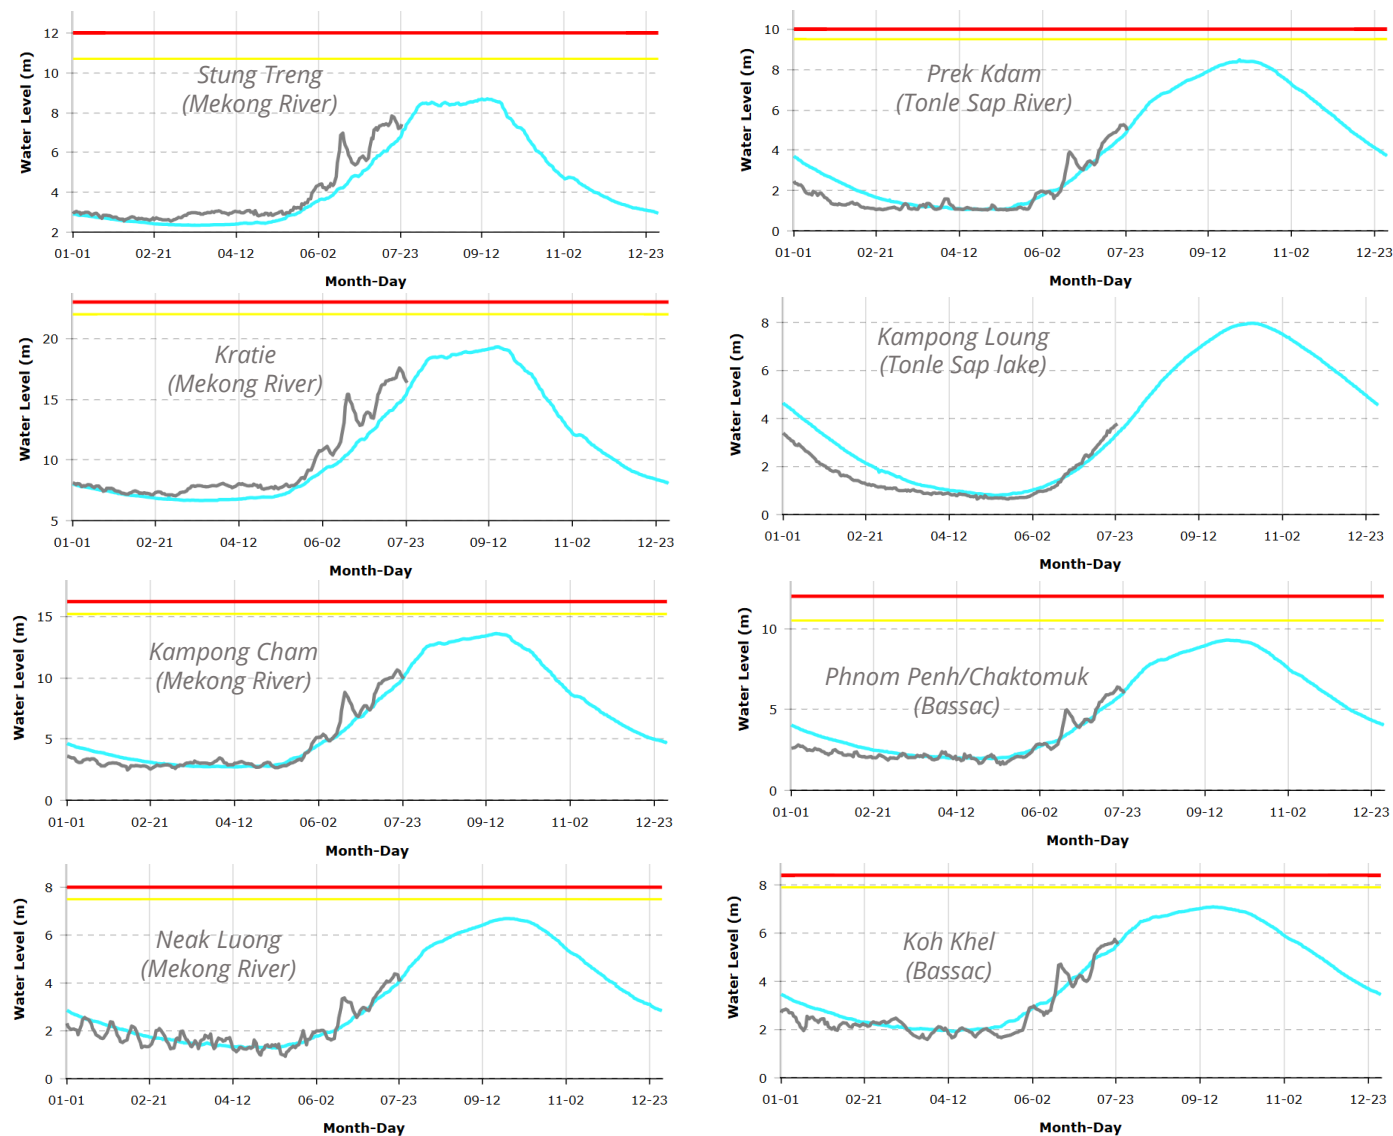 Stung Treng
(Mekong River)
Water Level (m)
12
10
8
6
4
2
01-01 02-21 04-12 06-02 07-23 09-12 11-02 12-23
Month-Day
Prek Kdam
(Tonle Sap River)
Water Level (m)
10
8
6
4
2
0
01-01 02-21 04-12 06-02 07-23 09-12 11-02 12-23
Month-Day
Kratie
(Mekong River)
Water Level (m)
20
15
10
5
01-01 02-21 04-12 06-02 07-23 09-12 11-02 12-23
Month-Day
Kampong Loung
(Tonle Sap lake)
Water Level (m)
8
6
4
2
0
01-01 02-21 04-12 06-02 07-23 09-12 11-02 12-23
Month-Day
Kampong Cham
(Mekong River)
Water Level (m)
15
10
5
0
01-01 02-21 04-12 06-02 07-23 09-12 11-02 12-23
Month-Day
Phnom Penh/Chaktomuk
(Bassac)
Water Level (m)
10
5
0
01-01 02-21 04-12 06-02 07-23 09-12 11-02 12-23
Month-Day
Neak Luong
(Mekong River)
Water Level (m)
8
6
4
2
0
01-01 02-21 04-12 06-02 07-23 09-12 11-02 12-23
Month-Day
Koh Khel
(Bassac)
Water Level (m)
8
6
4
2
0
01-01 02-21 04-12 06-02 07-23 09-12 11-02 12-23
Month-Day